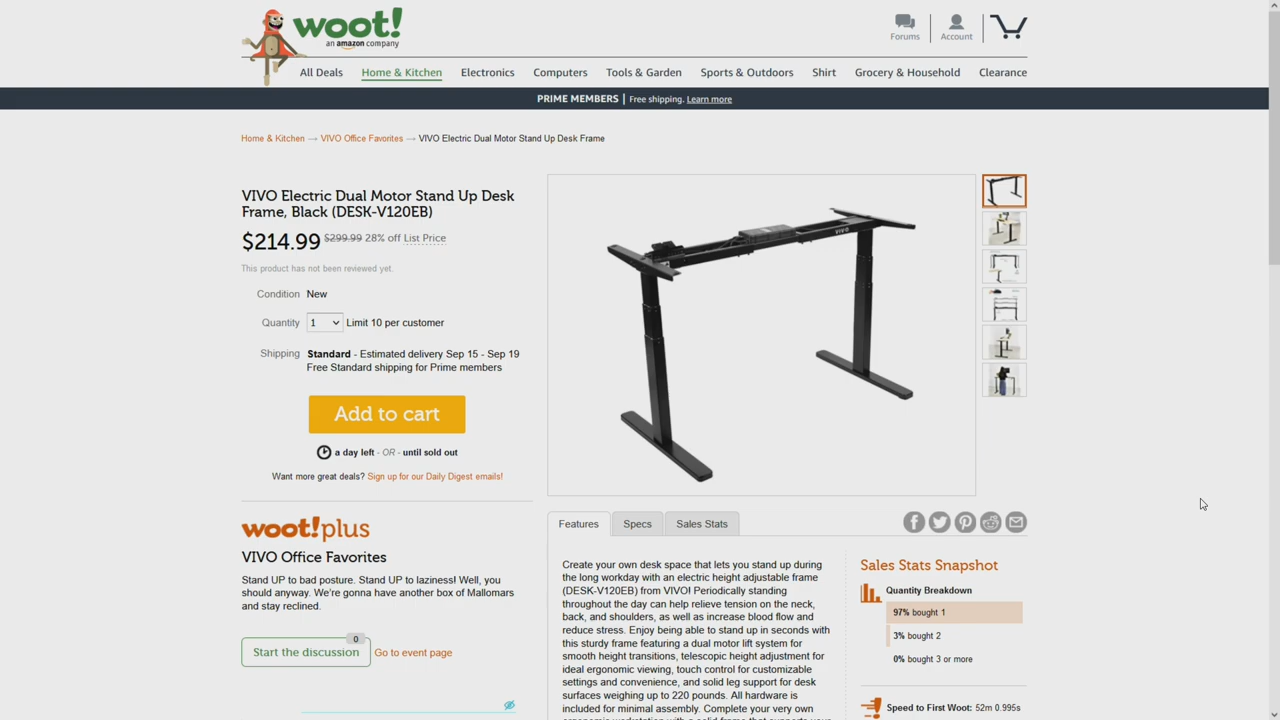 woot!
an amazon company
Forums
Account
All Deals
Home & Kitchen
Electronics
Computers
Tools & Garden
Sports & Outdoors
Shirt
Grocery & Household
Clearance
PRIME MEMBERS | Free shipping. Learn more
Home & Kitchen → VIVO Office Favorites → VIVO Electric Dual Motor Stand Up Desk Frame
VIVO Electric Dual Motor Stand Up Desk
Frame, Black (DESK-V120EB)
$214.99 $299.99 28% off List Price
This product has not been reviewed yet.
Condition New
Quantity 1 Limit 10 per customer
Shipping Standard - Estimated delivery Sep 15 - Sep 19
Free Standard shipping for Prime members
Add to cart
a day left - OR - until sold out
Want more great deals? Sign up for our Daily Digest emails!
VIVO
woot!plus
VIVO Office Favorites
Stand UP to bad posture. Stand UP to laziness! Well, you
should anyway. We're gonna have another box of Mallomars
and stay reclined.
0
Start the discussion
Go to event page
Features
Specs
Sales Stats
Create your own desk space that lets you stand up during
the long workday with an electric height adjustable frame
(DESK-V120EB) from VIVO! Periodically standing
throughout the day can help relieve tension on the neck,
back, and shoulders, as well as increase blood flow and
reduce stress. Enjoy being able to stand up in seconds with
this sturdy frame featuring a dual motor lift system for
smooth height transitions, telescopic height adjustment for
ideal ergonomic viewing, touch control for customizable
settings and convenience, and solid leg support for desk
surfaces weighing up to 220 pounds. All hardware is
included for minimal assembly. Complete your very own
ergonomic workstation with a solid frame that supports your
Sales Stats Snapshot
Quantity Breakdown
97% bought 1
3% bought 2
0% bought 3 or more
Speed to First Woot: 52m 0.995s